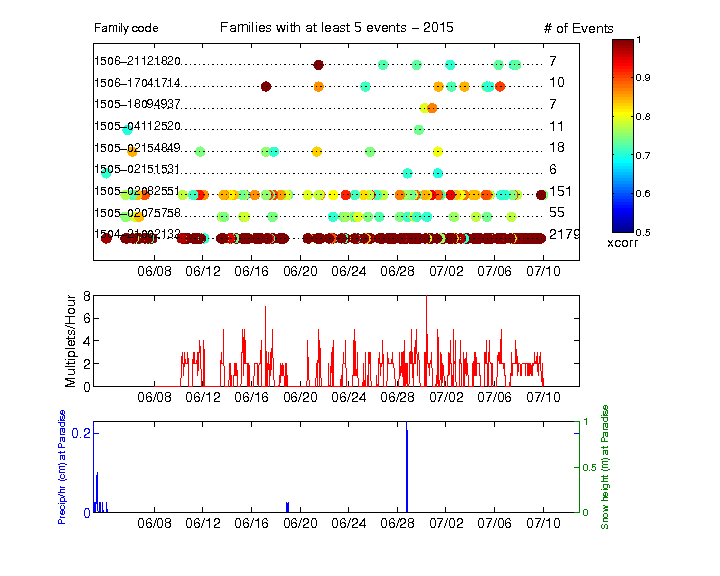 Family code
Families with at least 5 events − 2015
# of Events
1506−21121820 7
1506−17041714 10
1505−18094937 7
1505−04112520 11
1505−02154849 18
1505−02151531 6
1505−02082551 151
1505−02075758 55
2179
06/08 06/12 06/16 06/20 06/24 06/28 07/02 07/06 07/10
1
0.9
0.8
0.7
0.6
0.5
xcorr
Multiplets/Hour
8
6
4
2
0
06/08 06/12 06/16 06/20 06/24 06/28 07/02 07/06 07/10
Precip/hr (cm) at Paradise
0.2
0
1
0.5
0
Snow height (m) at Paradise
06/08 06/12 06/16 06/20 06/24 06/28 07/02 07/06 07/10